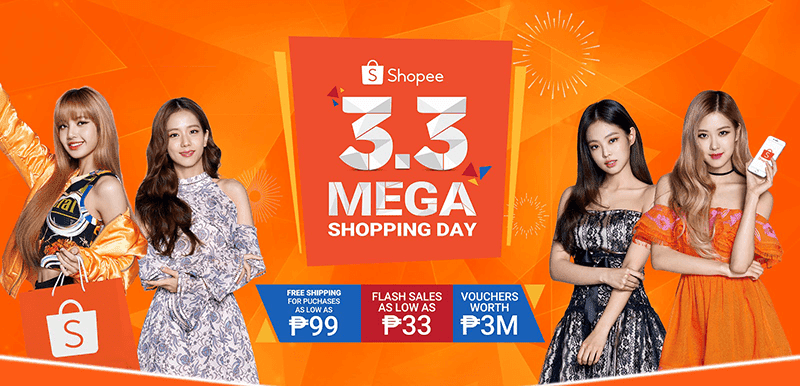 S Shopee
3.3
MEGA
SHOPPING DAY
FREE SHIPPING
FOR PUCHASES
AS LOW AS
₱99
FLASH SALES
AS LOW AS
₱33
VOUCHERS
WORTH
₱3M
S
S